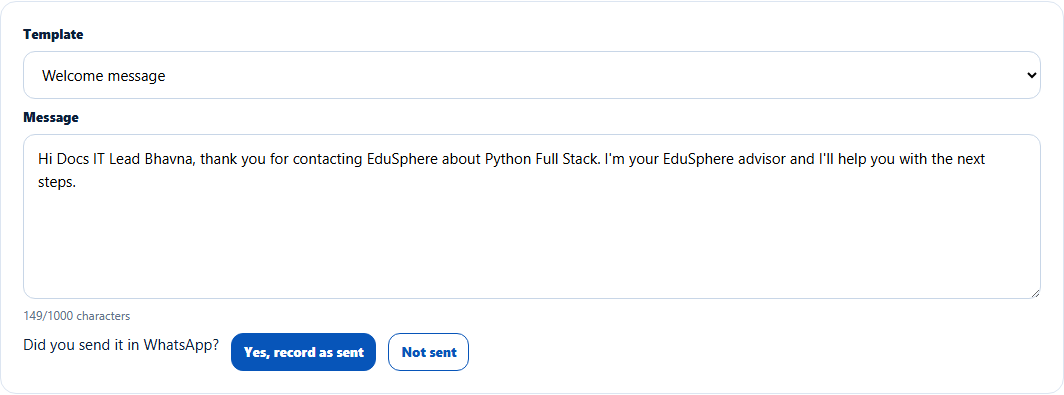 Template
Welcome message
Message
Hi Docs IT Lead Bhavna, thank you for contacting EduSphere about Python Full Stack. I'm your EduSphere advisor and I'll help you with the next
steps.
149/1000 characters
Did you send it in WhatsApp? Yes, record as sent Not sent